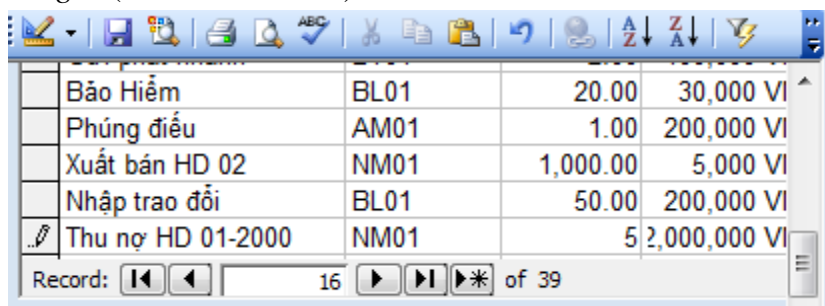 Bảo Hiểm BL01 20.00 30,000 VI
Phúng điếu AM01 1.00 200,000 VI
Xuất bán HD 02 NM01 1,000.00 5,000 VI
Nhập trao đổi BL01 50.00 200,000 VI
Thu nợ HD 01-2000 NM01 5 2,000,000 VI
Record: 16 of 39